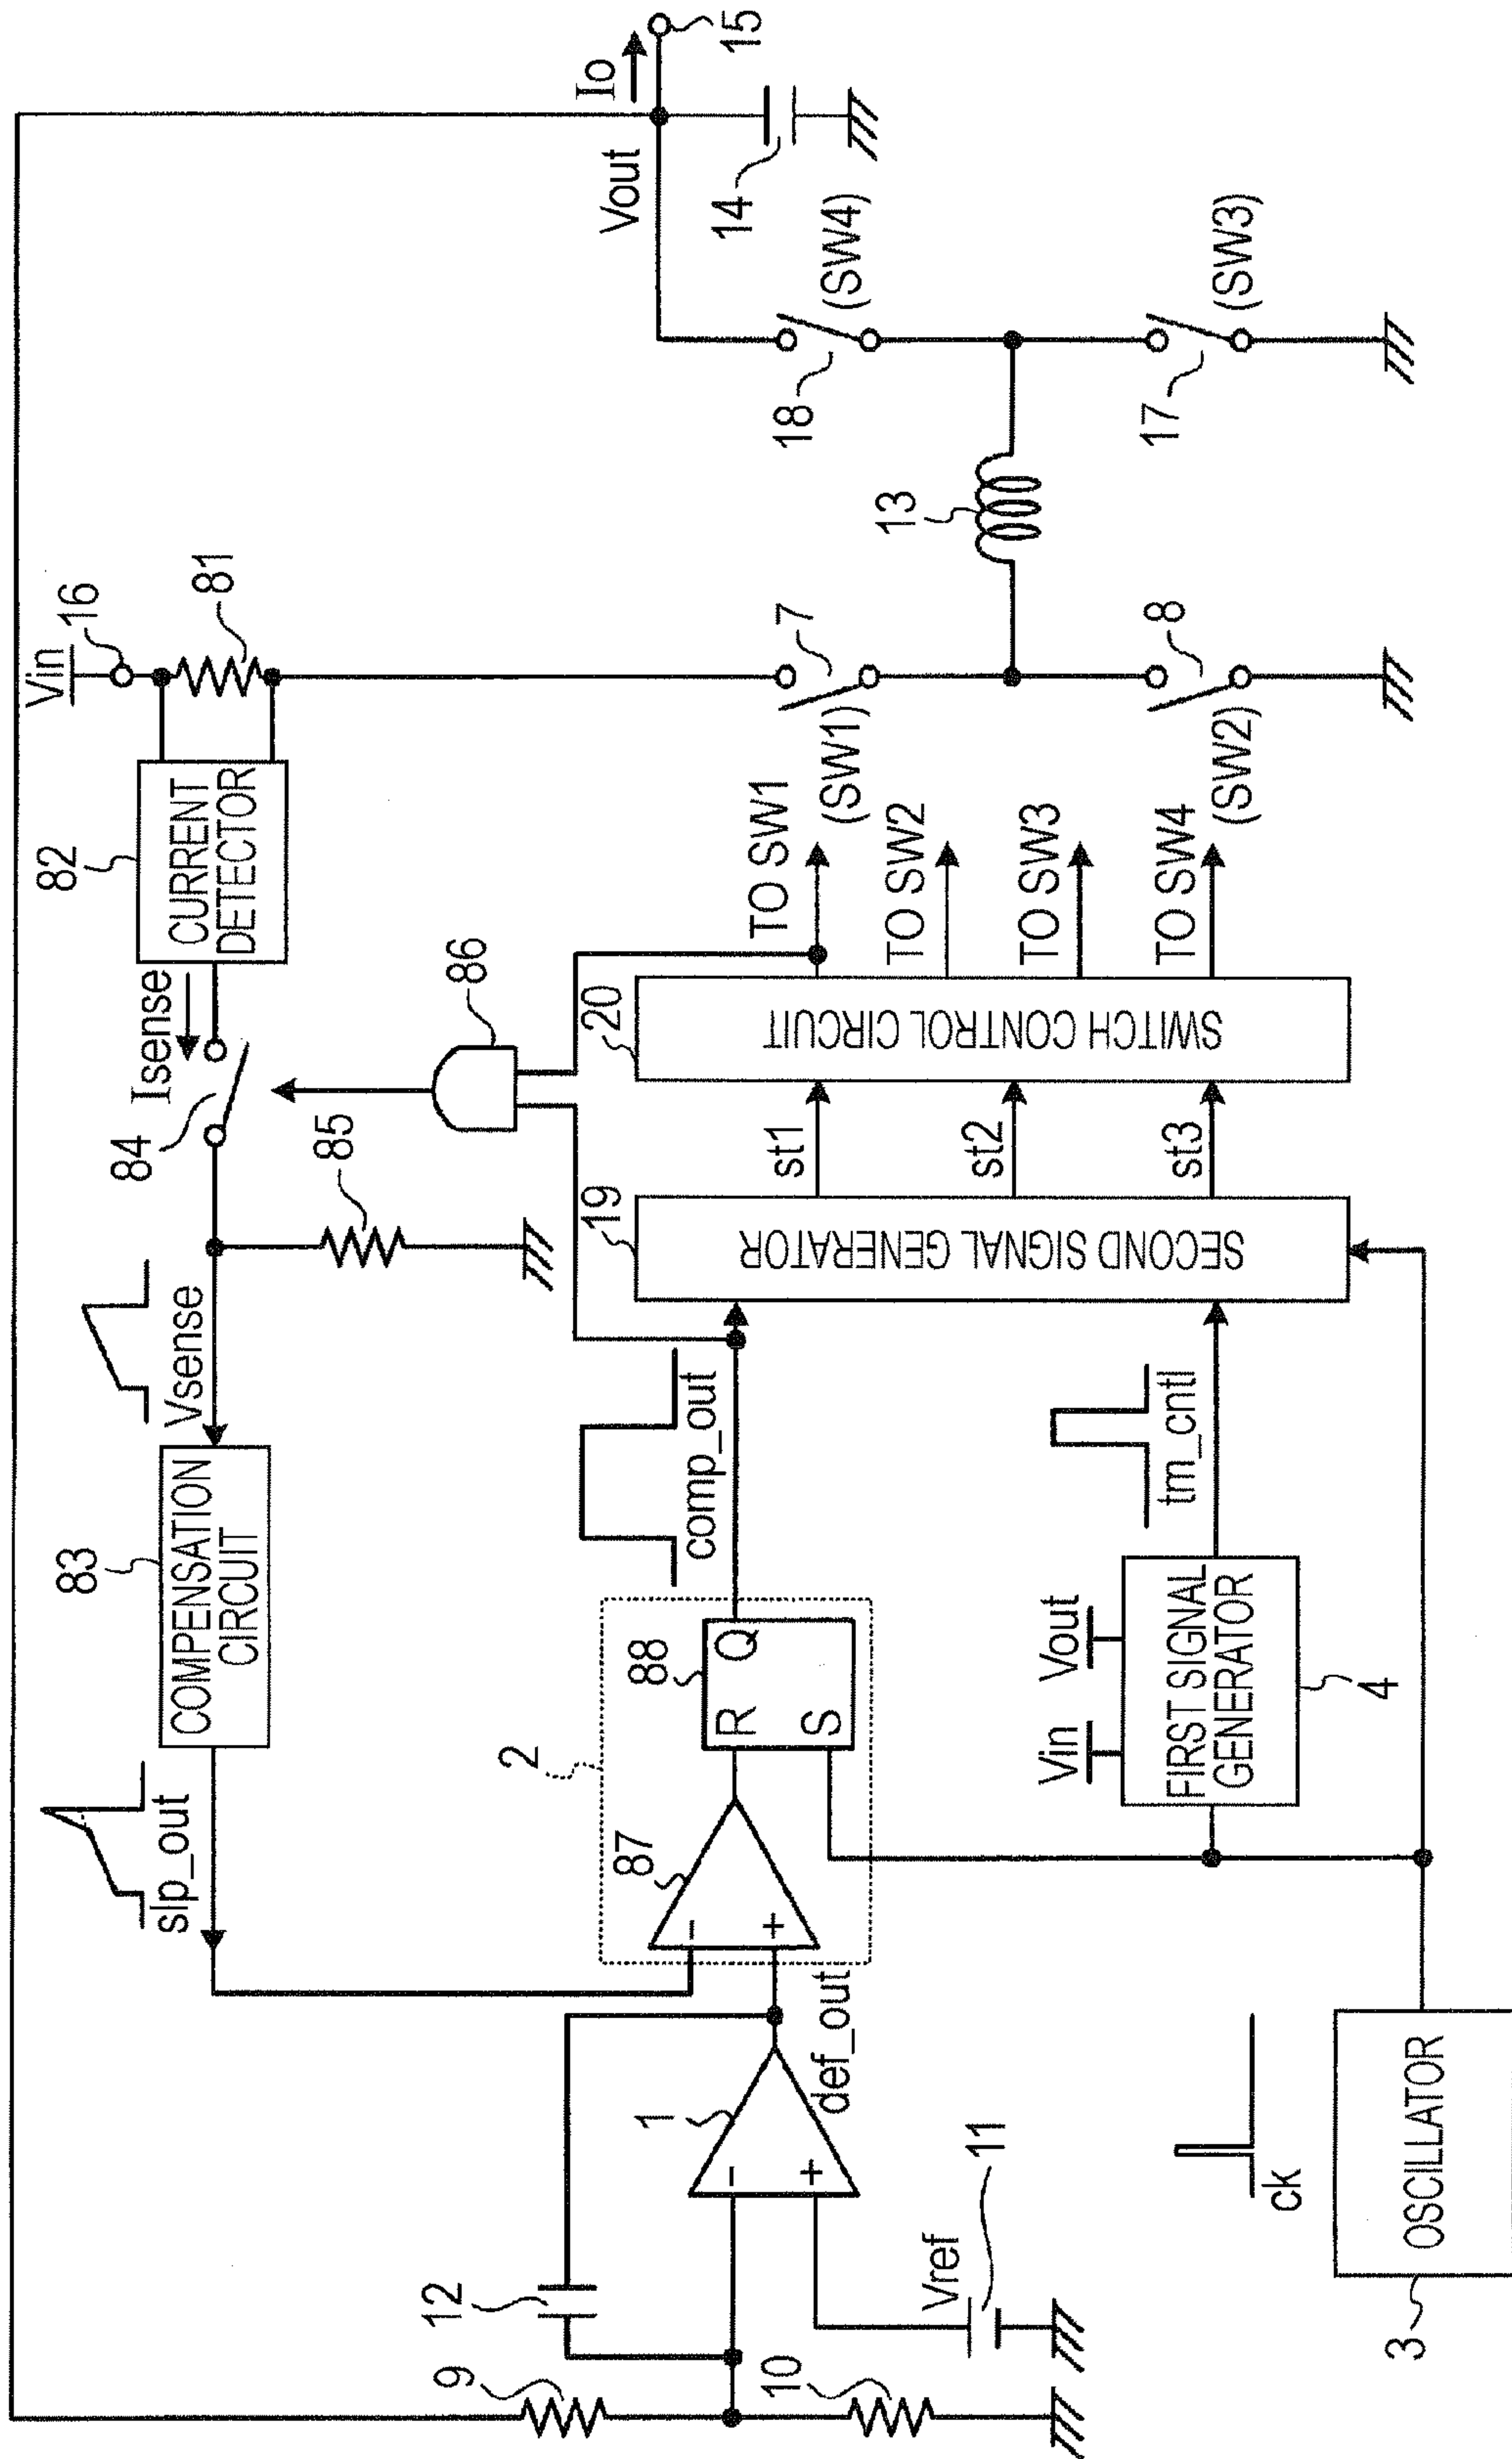 Vin
16
81
82
CURRENT
DETECTOR
Isense
84
85
Vsense
83
COMPENSATION
CIRCUIT
slp_out
Io
15
Vout
14
18
(SW4)
17
(SW3)
13
7
(SW1)
8
(SW2)
86
TO SW1
TO SW2
TO SW3
TO SW4
20
SWITCH CONTROL CIRCUIT
st1
st2
st3
19
SECOND SIGNAL GENERATOR
comp_out
tm_cntl
2
88
R
Q
S
87
-
+
Vin
Vout
FIRST SIGNAL
GENERATOR
4
def_out
1
-
+
12
9
10
11
Vref
ck
OSCILLATOR
3